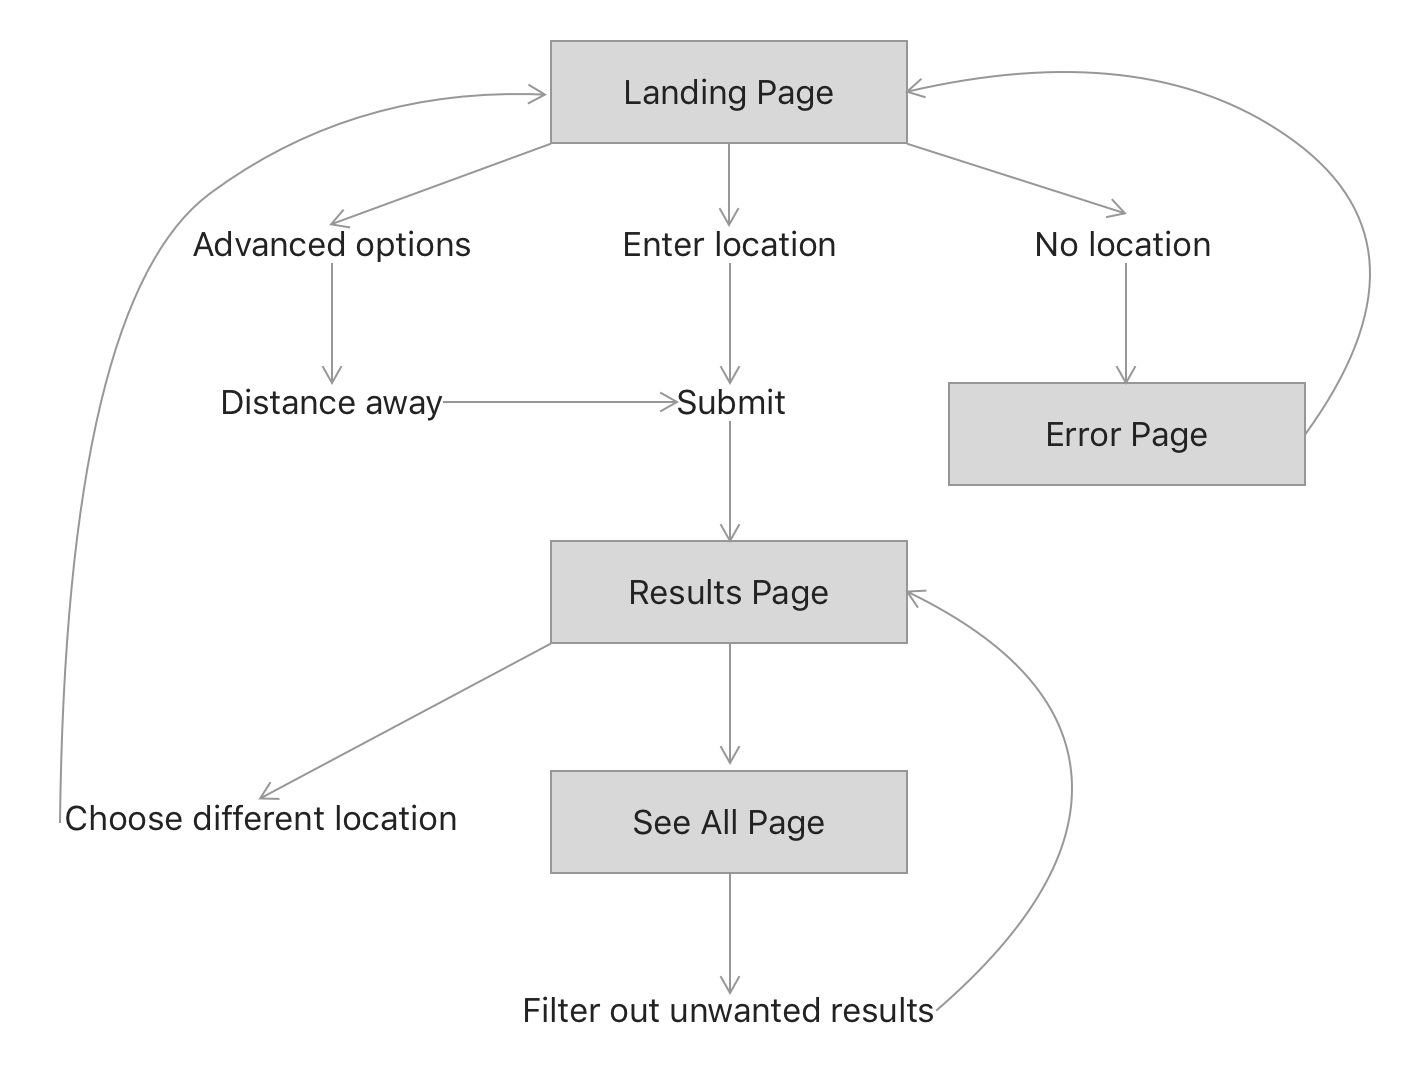 Landing Page
Advanced options
Enter location
No location
Distance away
Submit
Error Page
Results Page
Choose different location
See All Page
Filter out unwanted results